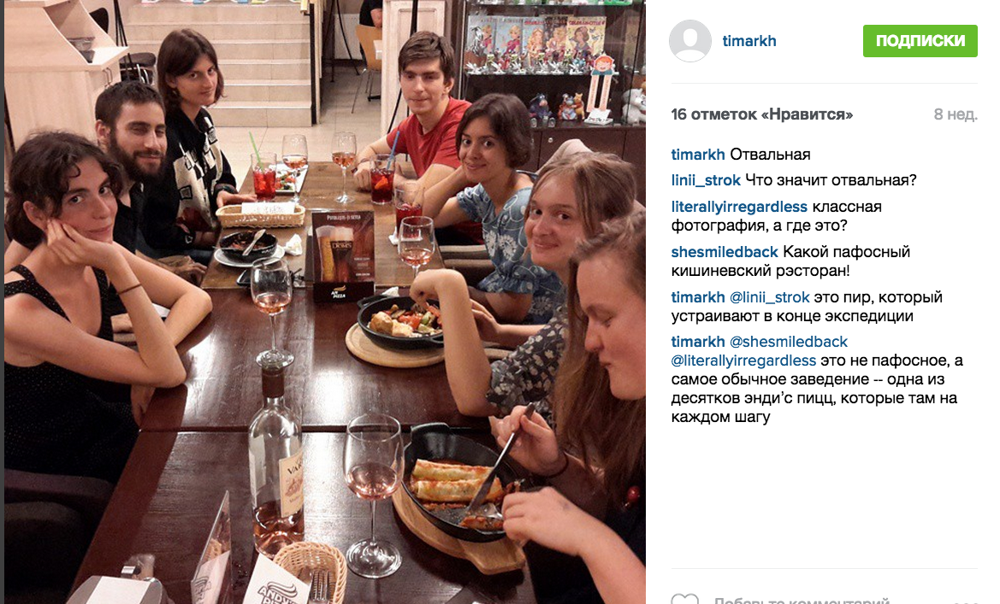 timarkh
ПОДПИСКИ
16 отметок «Нравится»
8 нед.
timarkh Отвальная
linii_strok Что значит отвальная?
literallyirregardless классная
фотография, а где это?
shesmiledback Какой пафосный
кишиневский рэсторан!
timarkh @linii_strok это пир, который
устраивают в конце экспедиции
timarkh @shesmiledback
@literallyirregardless это не пафосное, а
самое обычное заведение -- одна из
десятков энди’с пицц, которые там на
каждом шагу
Добавьте комментарий
PIZZA
ANDY'S